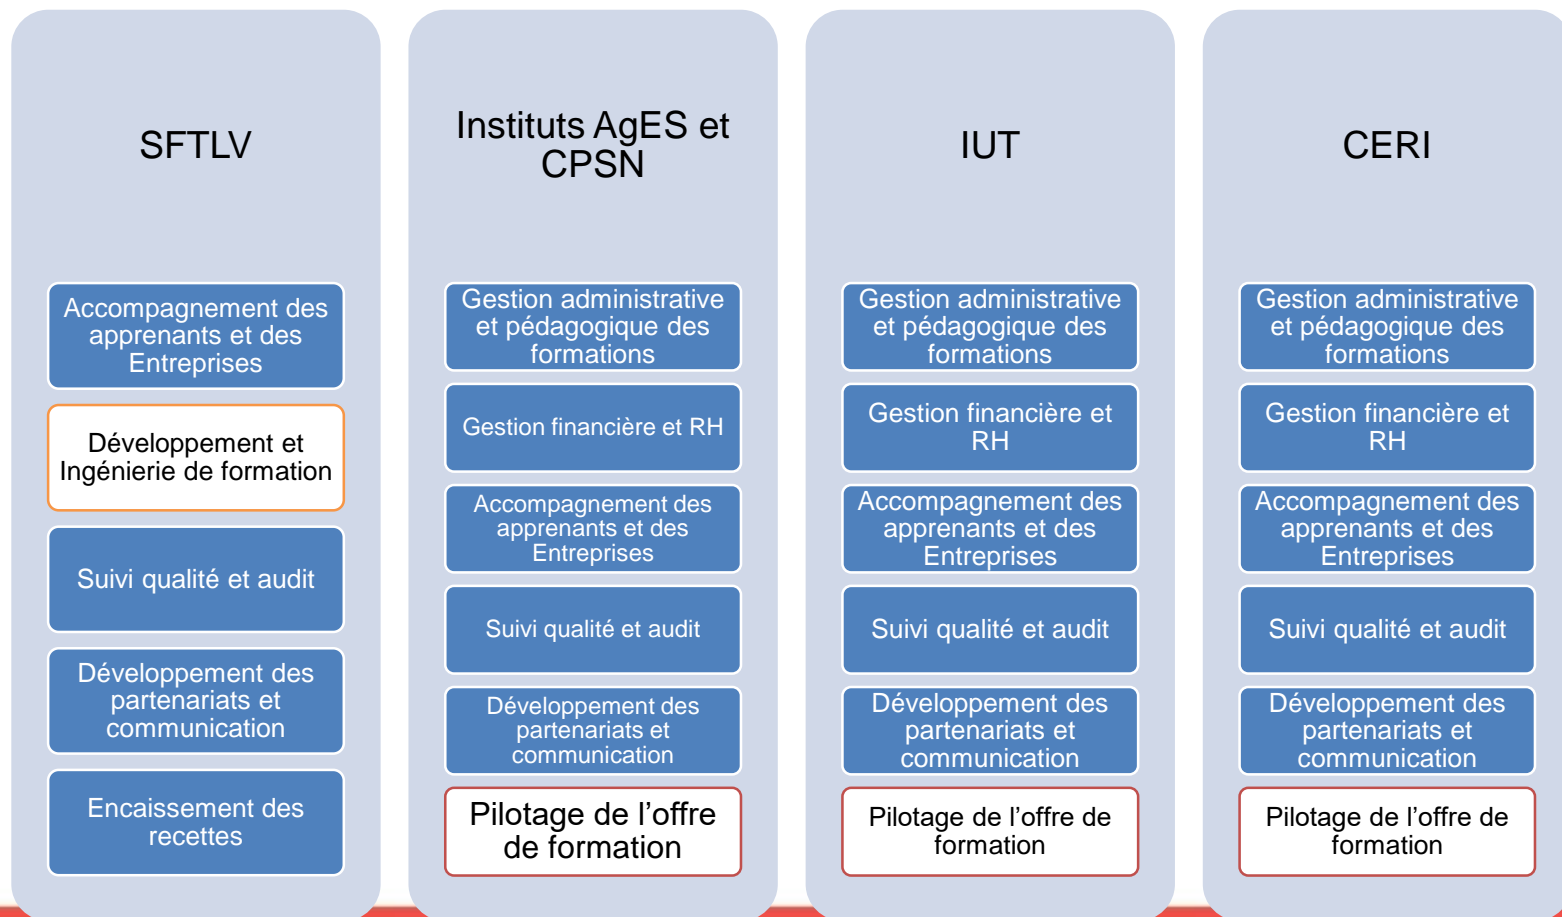 SFTLV
Accompagnement des
apprenants et des
Entreprises
Développement et
Ingénierie de formation
Suivi qualité et audit
Développement des
partenariats et
communication
Encaissement des
recettes
Instituts AgES et
CPSN
Gestion administrative
et pédagogique des
formations
Gestion financière et RH
Accompagnement des
apprenants et des
Entreprises
Suivi qualité et audit
Développement des
partenariats et
communication
Pilotage de l’offre
de formation
IUT
Gestion administrative
et pédagogique des
formations
Gestion financière et
RH
Accompagnement des
apprenants et des
Entreprises
Suivi qualité et audit
Développement des
partenariats et
communication
Pilotage de l’offre de
formation
CERI
Gestion administrative
et pédagogique des
formations
Gestion financière et
RH
Accompagnement des
apprenants et des
Entreprises
Suivi qualité et audit
Développement des
partenariats et
communication
Pilotage de l’offre de
formation